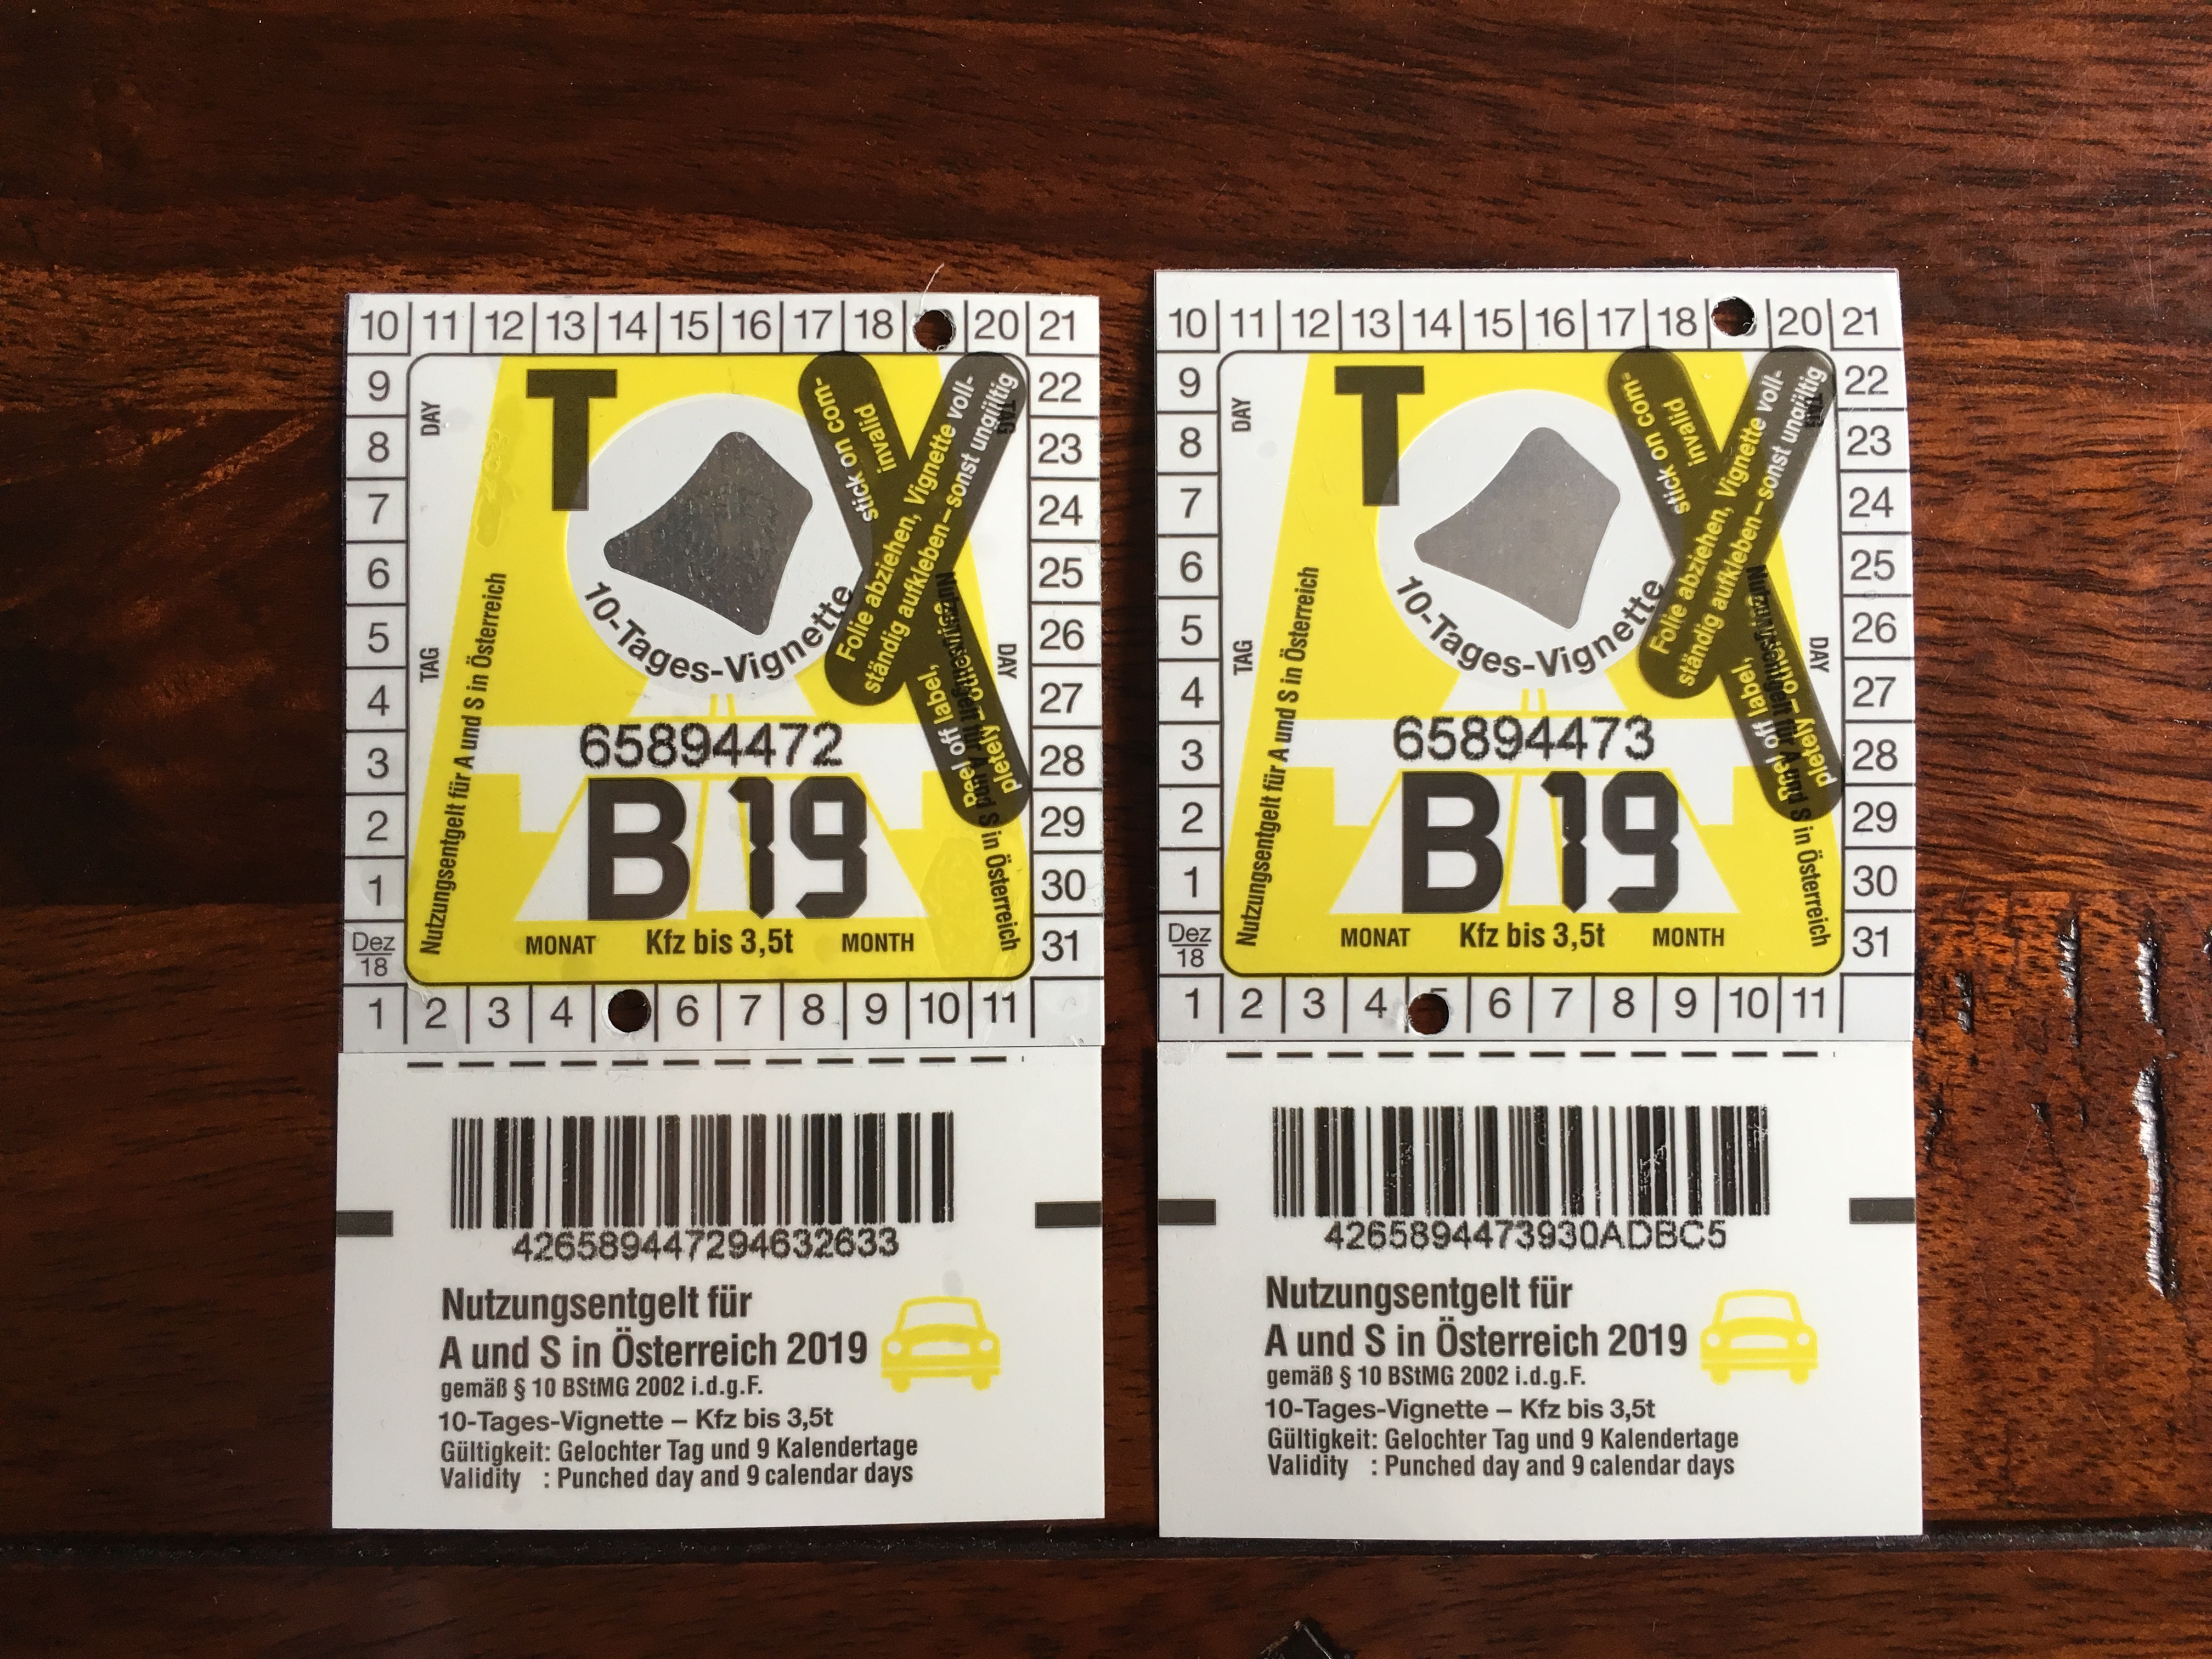 10 11 12 13 14 15 16 17 18 20 21
9 22
8 23
7 24
6 25
5 26
4 27
3 28
2 29
1 30
Dez 18 31
1 2 3 4 6 7 8 9 10 11
DAY
TAG
T
TAG
DAY
Nutzungsentgelt für A und S in Österreich
10-Tages-Vignette
Folie abziehen, Vignette voll-
ständig aufkleben – sonst ungültig
Peel off label, stick on com-
pletely – invalid
65894472
B 19
MONAT Kfz bis 3,5t MONTH
S in Österreich
426589447294632633
Nutzungsentgelt für
A und S in Österreich 2019
gemäß § 10 BStMG 2002 i.d.g.F.
10-Tages-Vignette – Kfz bis 3,5t
Gültigkeit: Gelochter Tag und 9 Kalendertage
Validity : Punched day and 9 calendar days
10 11 12 13 14 15 16 17 18 20 21
9 22
8 23
7 24
6 25
5 26
4 27
3 28
2 29
1 30
Dez 18 31
1 2 3 4 5 6 7 8 9 10 11
DAY
TAG
T
TAG
DAY
Nutzungsentgelt für A und S in Österreich
10-Tages-Vignette
Folie abziehen, Vignette voll-
ständig aufkleben – sonst ungültig
Peel off label, stick on com-
pletely – invalid
65894473
B 19
MONAT Kfz bis 3,5t MONTH
und S in Österreich
4265894473930ADBC5
Nutzungsentgelt für
A und S in Österreich 2019
gemäß § 10 BStMG 2002 i.d.g.F.
10-Tages-Vignette – Kfz bis 3,5t
Gültigkeit: Gelochter Tag und 9 Kalendertage
Validity : Punched day and 9 calendar days